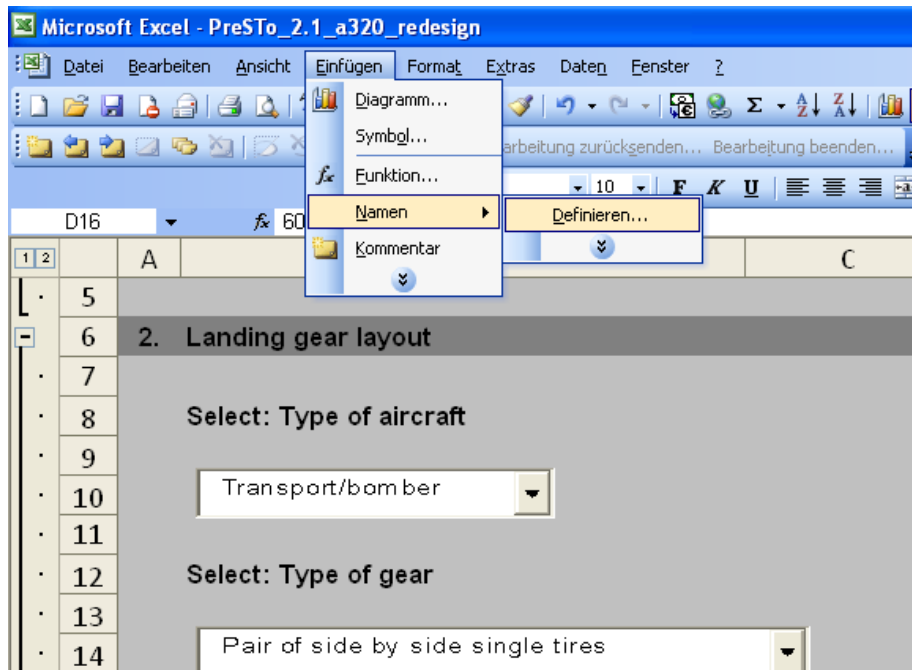 Microsoft Excel - PreSTo_2.1_a320_redesign
Datei Bearbeiten Ansicht Einfügen Format Extras Daten Fenster ?
Diagramm...
Σ
Symbol...
arbeitung zurücksenden... Bearbeitung beenden...
Funktion...
10 F K U
Namen
Definieren...
D16 fx 60
Kommentar
1 2 A C
5
6 2. Landing gear layout
7
8 Select: Type of aircraft
9
10 Transport/bomber
11
12 Select: Type of gear
13
14 Pair of side by side single tires